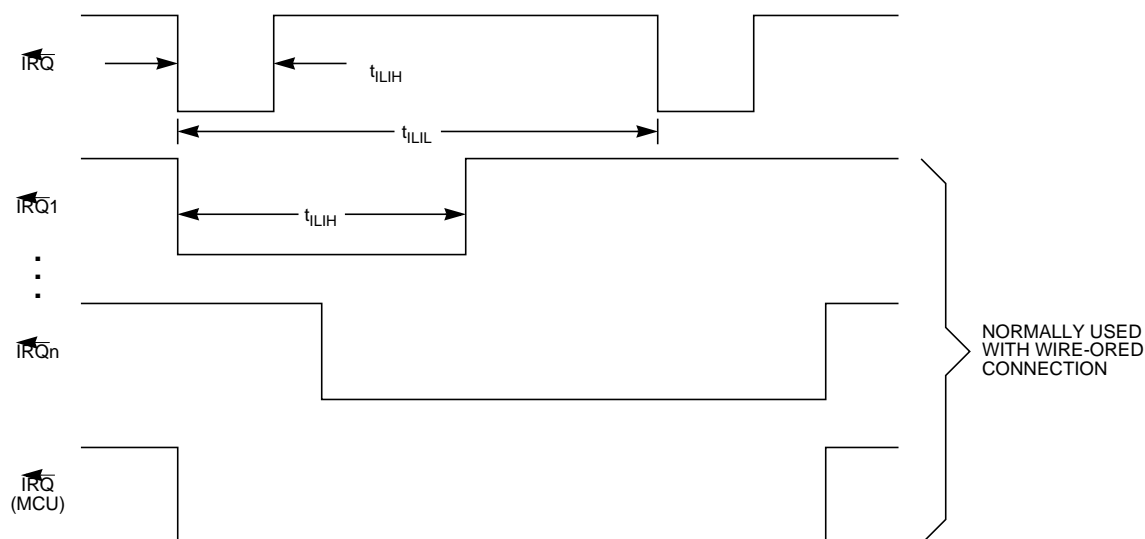 IRQ
tILIH
tILIL
IRQ1
tILIH
IRQn
NORMALLY USED
WITH WIRE-ORED
CONNECTION
IRQ
(MCU)